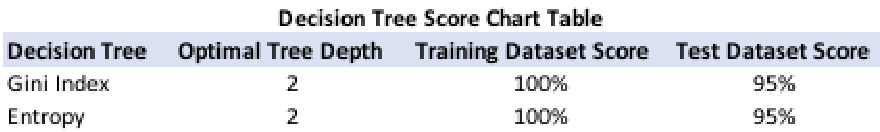 Decision Tree Score Chart Table
Decision Tree Optimal Tree Depth Training Dataset Score Test Dataset Score
Gini Index 2 100% 95%
Entropy 2 100% 95%